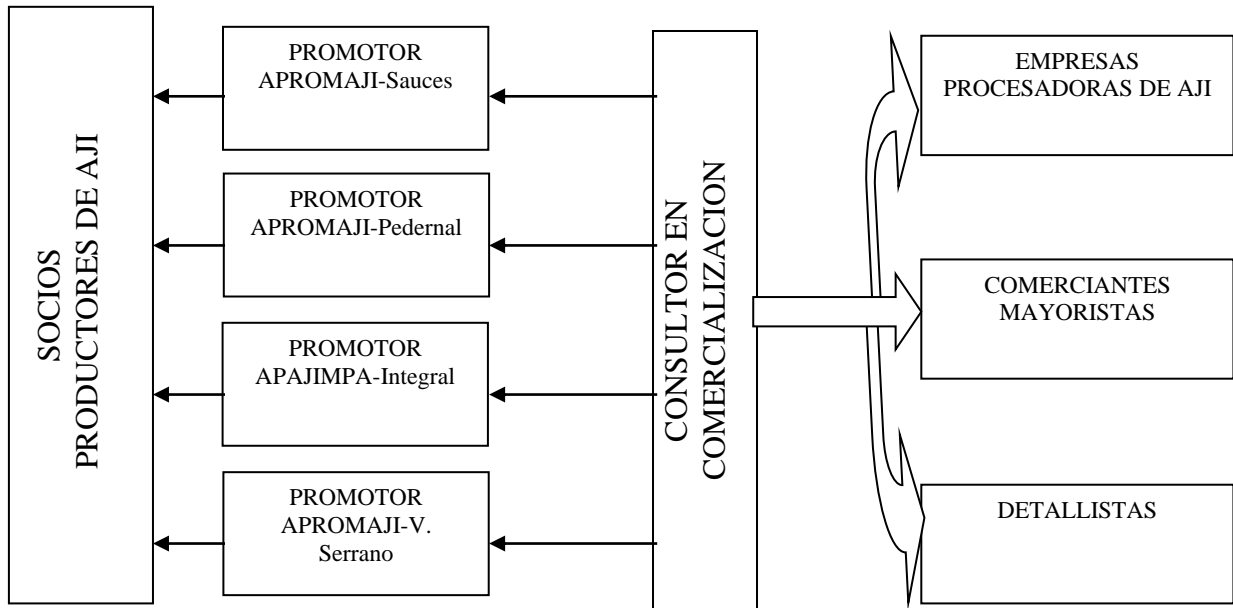 SOCIOS
PRODUCTORES DE AJI
PROMOTOR
APROMAJI-Sauces
PROMOTOR
APROMAJI-Pedernal
PROMOTOR
APAJIMPA-Integral
PROMOTOR
APROMAJI-V.
Serrano
CONSULTOR EN
COMERCIALIZACION
EMPRESAS
PROCESADORAS DE AJI
COMERCIANTES
MAYORISTAS
DETALLISTAS